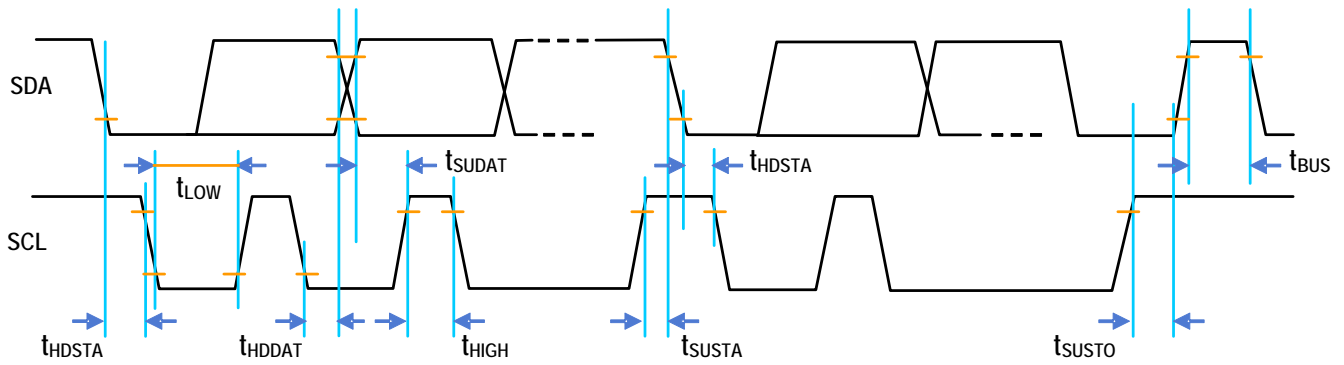 SDA
tSUDAT
tHDSTA
tBUS
tLOW
SCL
tHDSTA
tHDDAT
tHIGH
tSUSTA
tSUSTO